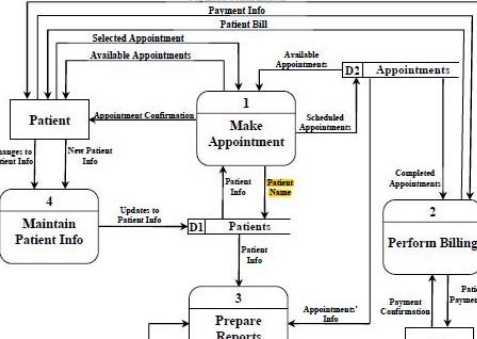 Payment Info
Patient Bill
Selected Appointment
Available Appointments
Available
Appointments
D2 Appointments
1
Make
Appointment
Patient
Appointment Confirmation
Scheduled
Appointments
New Patient
Info
Patient
Info
Patient
Name
Completed
Appointments
4
Maintain
Patient Info
Updates to
Patient Info
D1 Patients
2
Perform Billing
Patient
Info
3
Prepare
Reports
Appointments'
Info
Payment
Confirmation